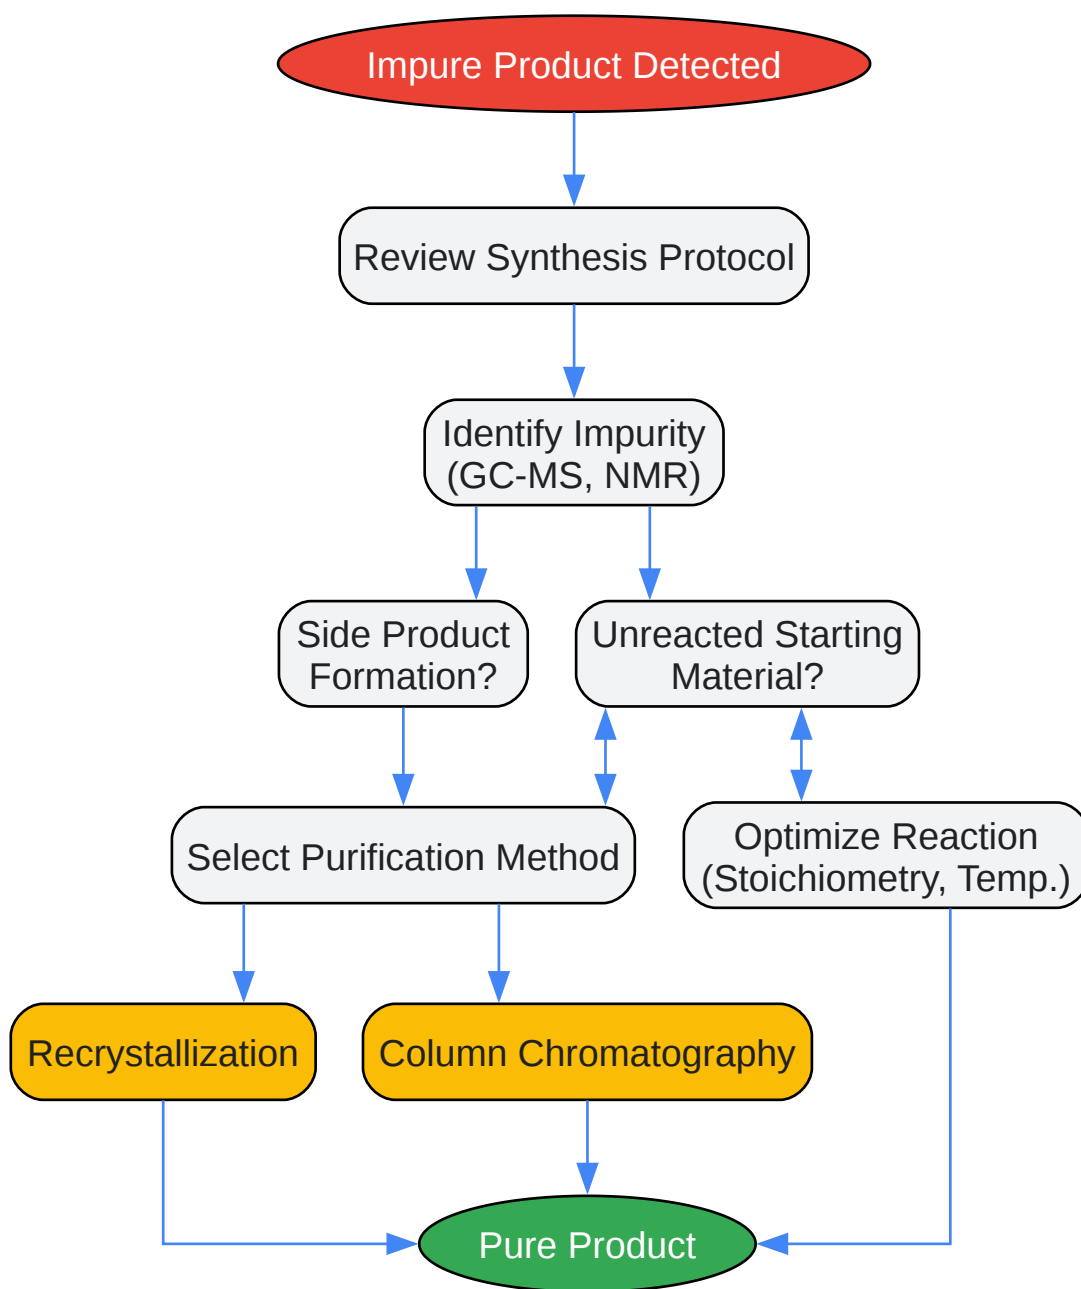 Impure Product Detected
Review Synthesis Protocol
Identify Impurity
(GC-MS, NMR)
Side Product
Formation?
Unreacted Starting
Material?
Select Purification Method
Optimize Reaction
(Stoichiometry, Temp.)
Recrystallization
Column Chromatography
Pure Product